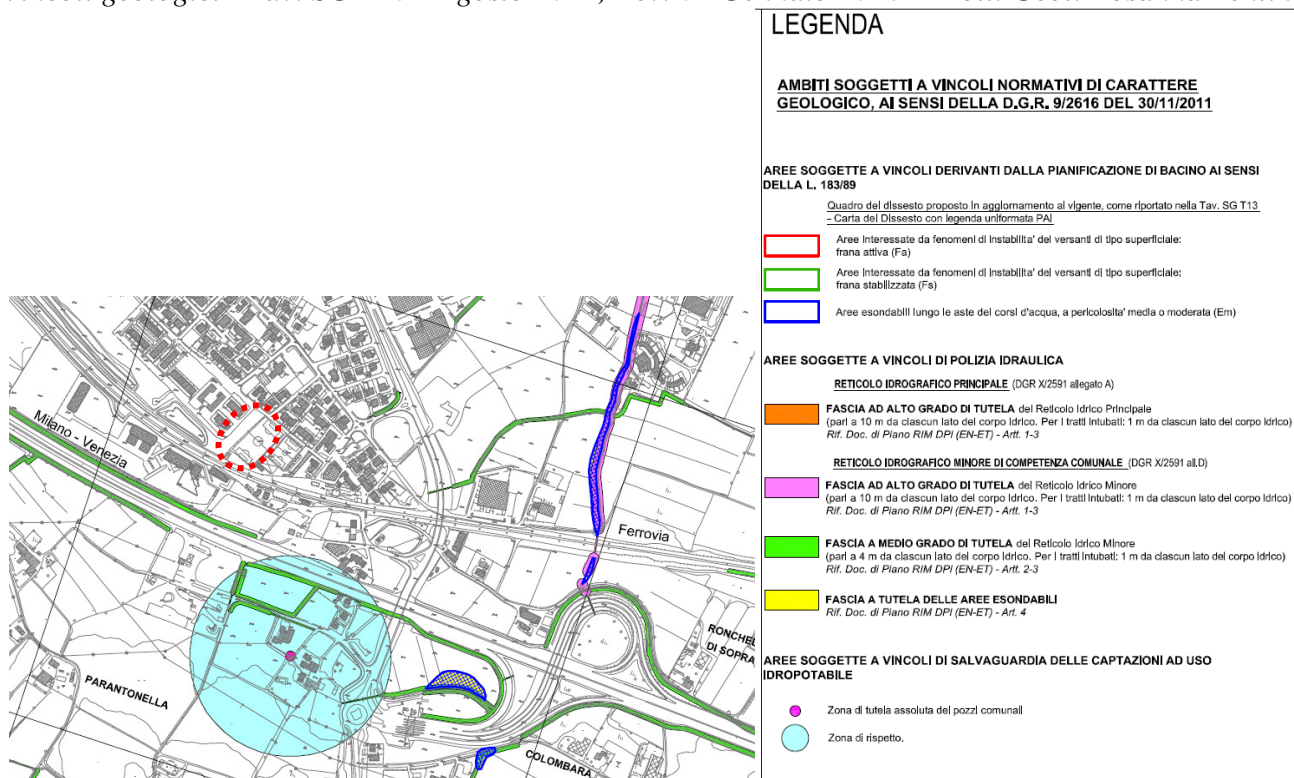 LEGENDA
AMBITI SOGGETTI A VINCOLI NORMATIVI DI CARATTERE
GEOLOGICO, AI SENSI DELLA D.G.R. 9/2616 DEL 30/11/2011
AREE SOGGETTE A VINCOLI DERIVANTI DALLA PIANIFICAZIONE DI BACINO AI SENSI
DELLA L. 183/89
Quadro del dissesto proposto in aggiornamento al vigente, come riportato nella Tav. SG T13
- Carta del Dissesto con legenda uniformata PAI
Aree interessate da fenomeni di instabilita' dei versanti di tipo superficiale:
frana attiva (Fa)
Aree interessate da fenomeni di instabilita' dei versanti di tipo superficiale:
frana stabilizzata (Fs)
Aree esondabili lungo le aste dei corsi d'acqua, a pericolosita' media o moderata (Em)
AREE SOGGETTE A VINCOLI DI POLIZIA IDRAULICA
RETICOLO IDROGRAFICO PRINCIPALE (DGR X/2591 allegato A)
FASCIA AD ALTO GRADO DI TUTELA del Reticolo Idrico Principale
(pari a 10 m da ciascun lato del corpo idrico. Per i tratti intubati: 1 m da ciascun lato del corpo idrico)
Rif. Doc. di Piano RIM DPI (EN-ET) - Artt. 1-3
RETICOLO IDROGRAFICO MINORE DI COMPETENZA COMUNALE (DGR X/2591 all.D)
FASCIA AD ALTO GRADO DI TUTELA del Reticolo Idrico Minore
(pari a 10 m da ciascun lato del corpo idrico. Per i tratti intubati: 1 m da ciascun lato del corpo idrico)
Rif. Doc. di Piano RIM DPI (EN-ET) - Artt. 1-3
FASCIA A MEDIO GRADO DI TUTELA del Reticolo Idrico Minore
(pari a 4 m da ciascun lato del corpo idrico. Per i tratti intubati: 1 m da ciascun lato del corpo idrico)
Rif. Doc. di Piano RIM DPI (EN-ET) - Artt. 2-3
FASCIA A TUTELA DELLE AREE ESONDABILI
Rif. Doc. di Piano RIM DPI (EN-ET) - Art. 4
AREE SOGGETTE A VINCOLI DI SALVAGUARDIA DELLE CAPTAZIONI AD USO
IDROPOTABILE
Zona di tutela assoluta dei pozzi comunali
Zona di rispetto.
Milano - Venezia
Ferrovia
RONCHEL
DI SOPRA
PARANTONELLA
COLOMBARA